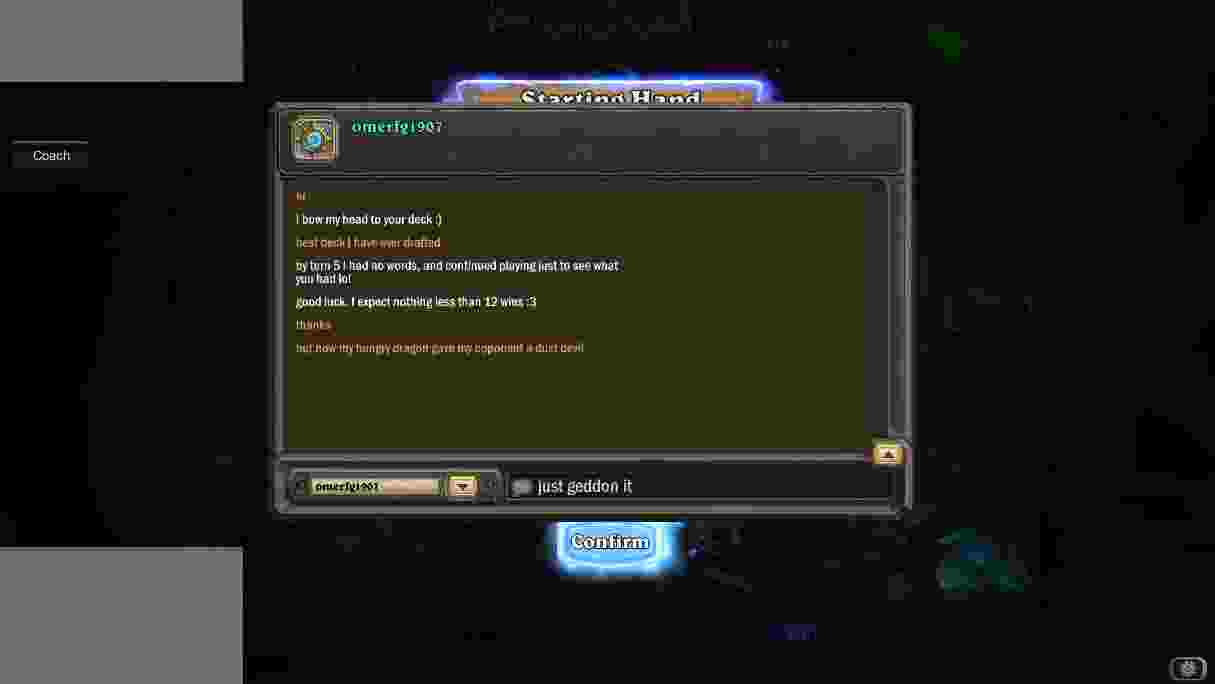 Starting Hand
omerfg1907
Coach
hi
I bow my head to your deck :)
best deck I have ever drafted
by turn 5 I had no words, and continued playing just to see what
you had lol
good luck. I expect nothing less than 12 wins :3
thanks
but now my hungry dragon gave my opponent a dust devil
omerfg1907
just geddon it
Confirm